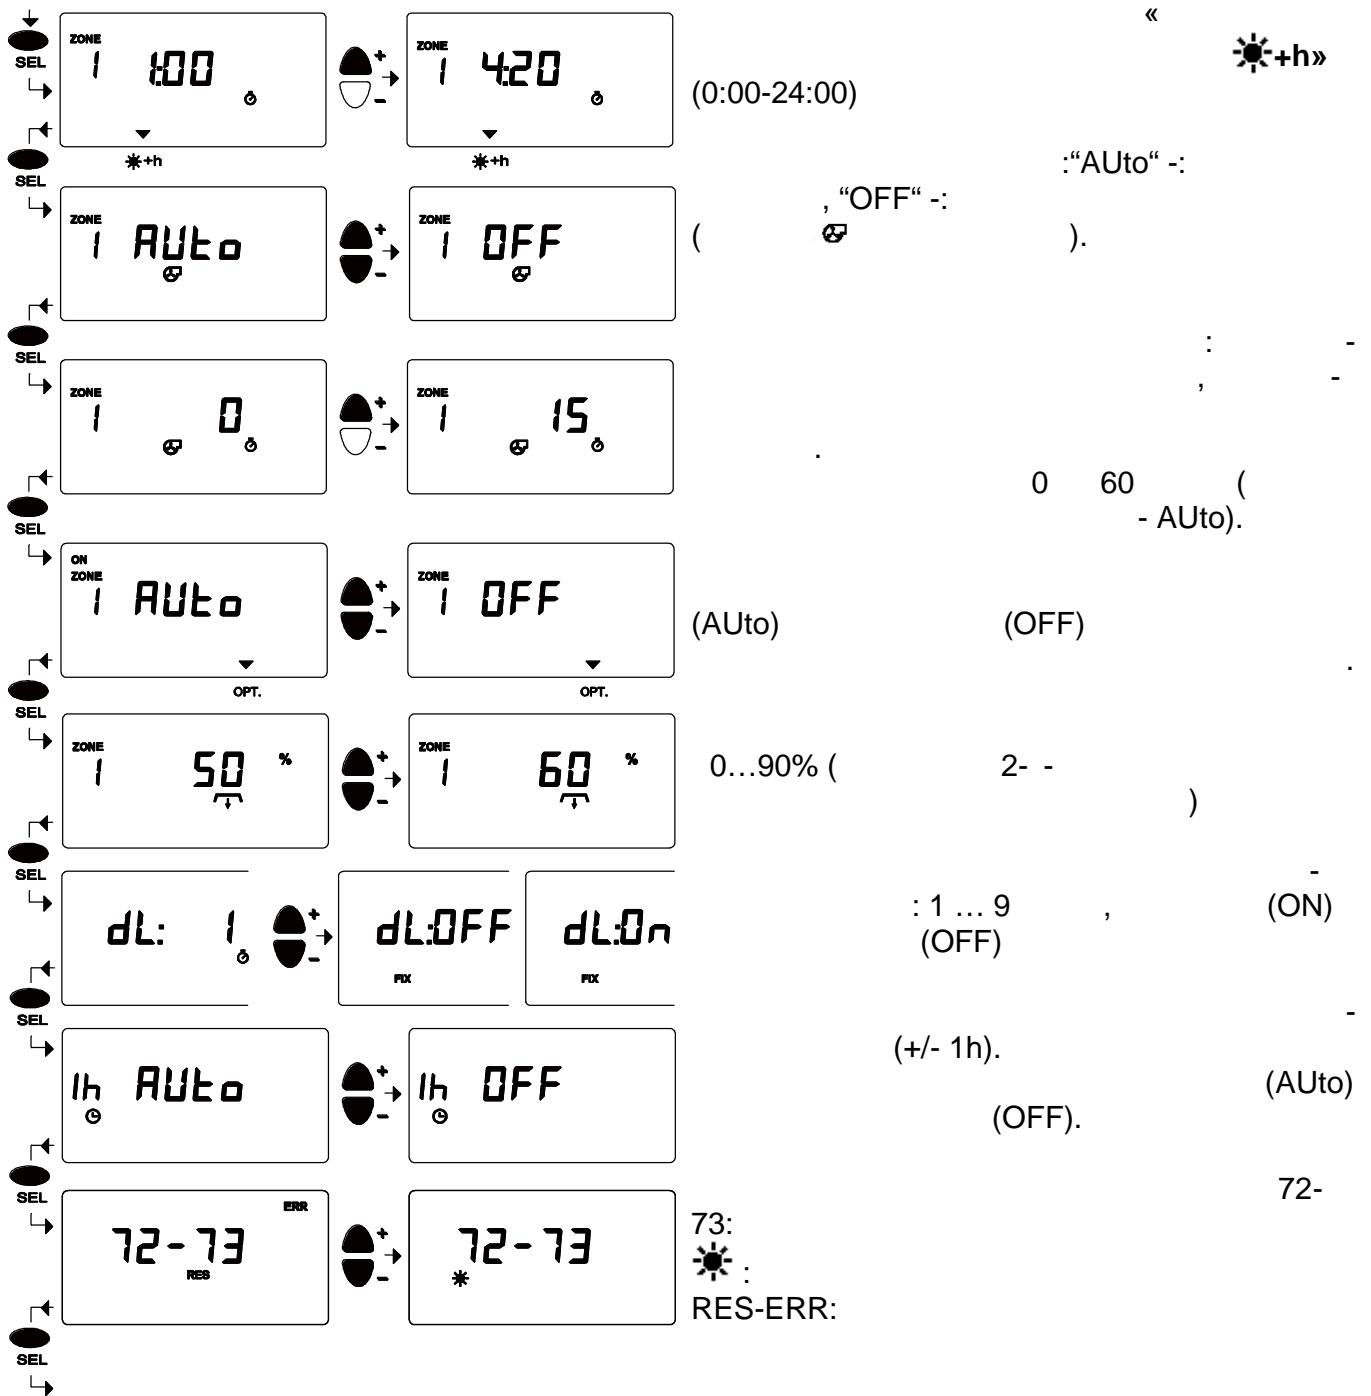 «
SEL
ZONE
1 1:00
☀+h
+
-
ZONE
1 4:20
☀+h
☀+h»
(0:00-24:00)
SEL
ZONE
1 AUto
+
-
ZONE
1 OFF
:“AUto“ -:
, “OFF“ -:
( ).
SEL
ZONE
1 0
+
-
ZONE
1 15
: -
, -
.
0 60 (
- AUto).
SEL
ON
ZONE
1 AUto
OPT.
+
-
ZONE
1 OFF
OPT.
(AUto) (OFF)
.
SEL
ZONE
1 50 %
+
-
ZONE
1 60 %
0…90% ( 2- -
)
SEL
dL: 1
+
-
dL:OFF
FIX
dL:On
FIX
-
: 1 … 9 , (ON)
(OFF)
SEL
1h AUto
+
-
1h OFF
-
(+/- 1h).
(AUto)
(OFF).
SEL
ERR
72-73
RES
+
-
72-73
☀
72-
73:
☀ :
RES-ERR:
SEL